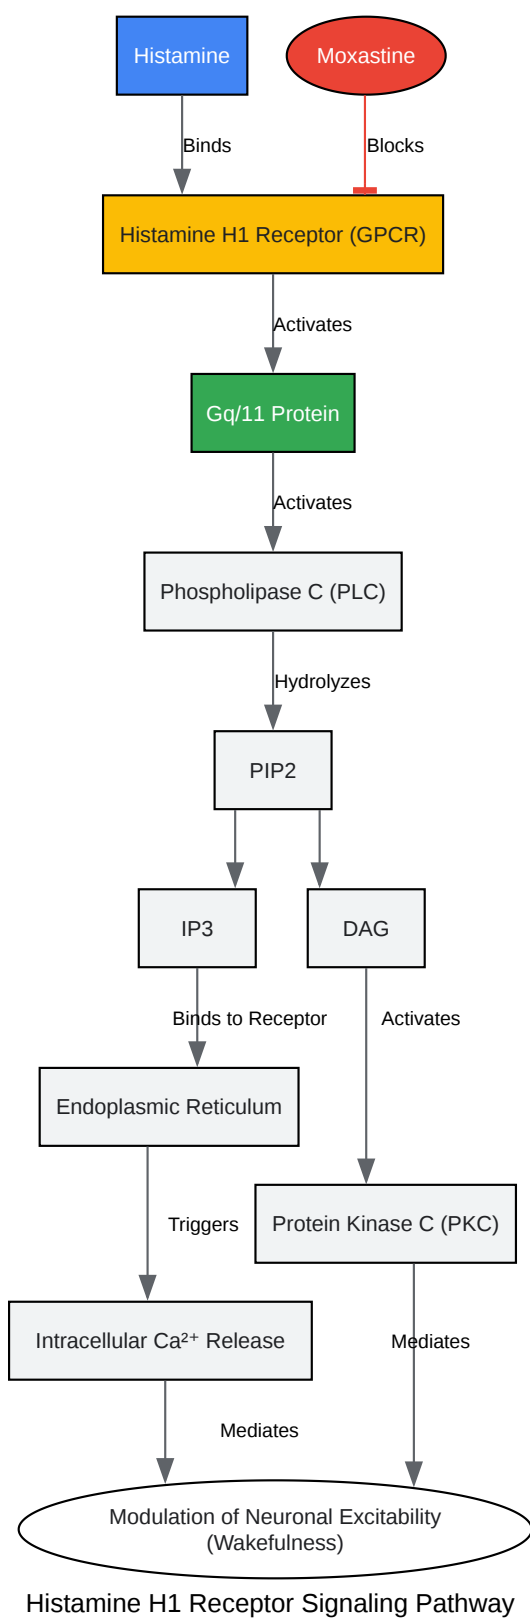 Histamine
Moxastine
Binds
Blocks
Histamine H1 Receptor (GPCR)
Activates
Gq/11 Protein
Activates
Phospholipase C (PLC)
Hydrolyzes
PIP2
IP3
DAG
Binds to Receptor
Activates
Endoplasmic Reticulum
Protein Kinase C (PKC)
Triggers
Intracellular Ca²⁺ Release
Mediates
Mediates
Modulation of Neuronal Excitability
(Wakefulness)
Histamine H1 Receptor Signaling Pathway